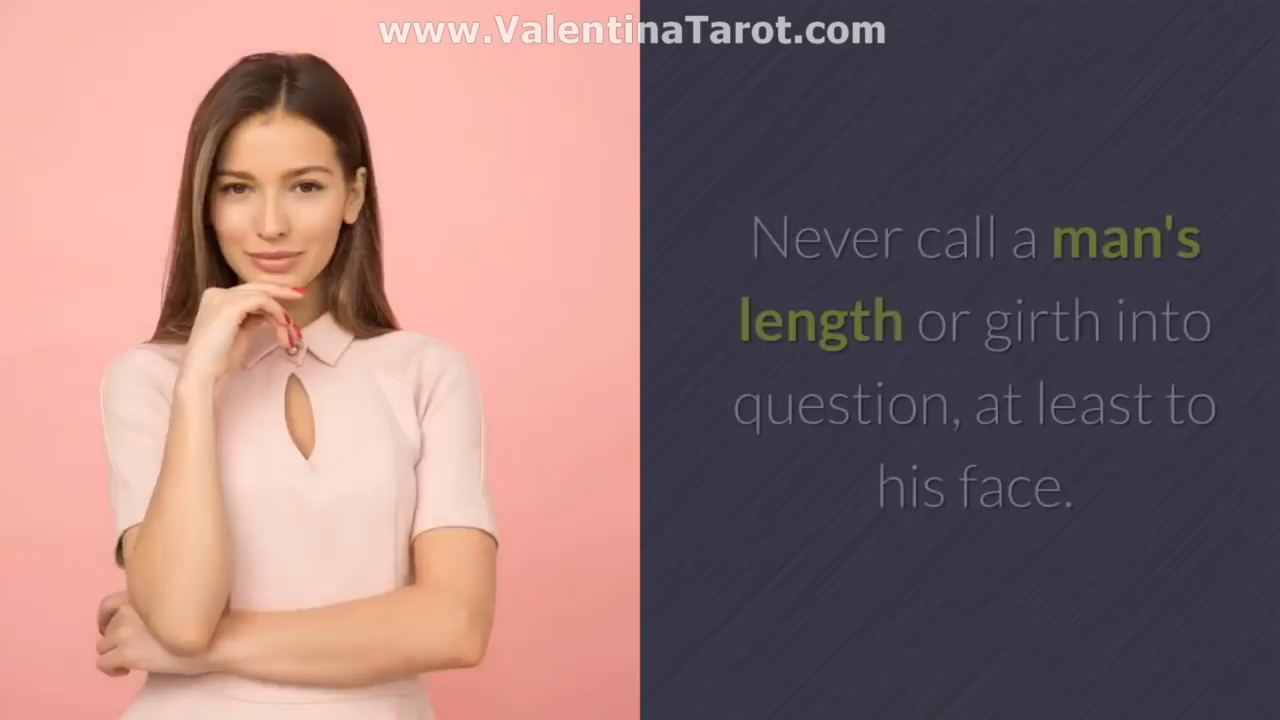 www.ValentinaTarot.com
Never call a man's
length or girth into
question, at least to
his face.